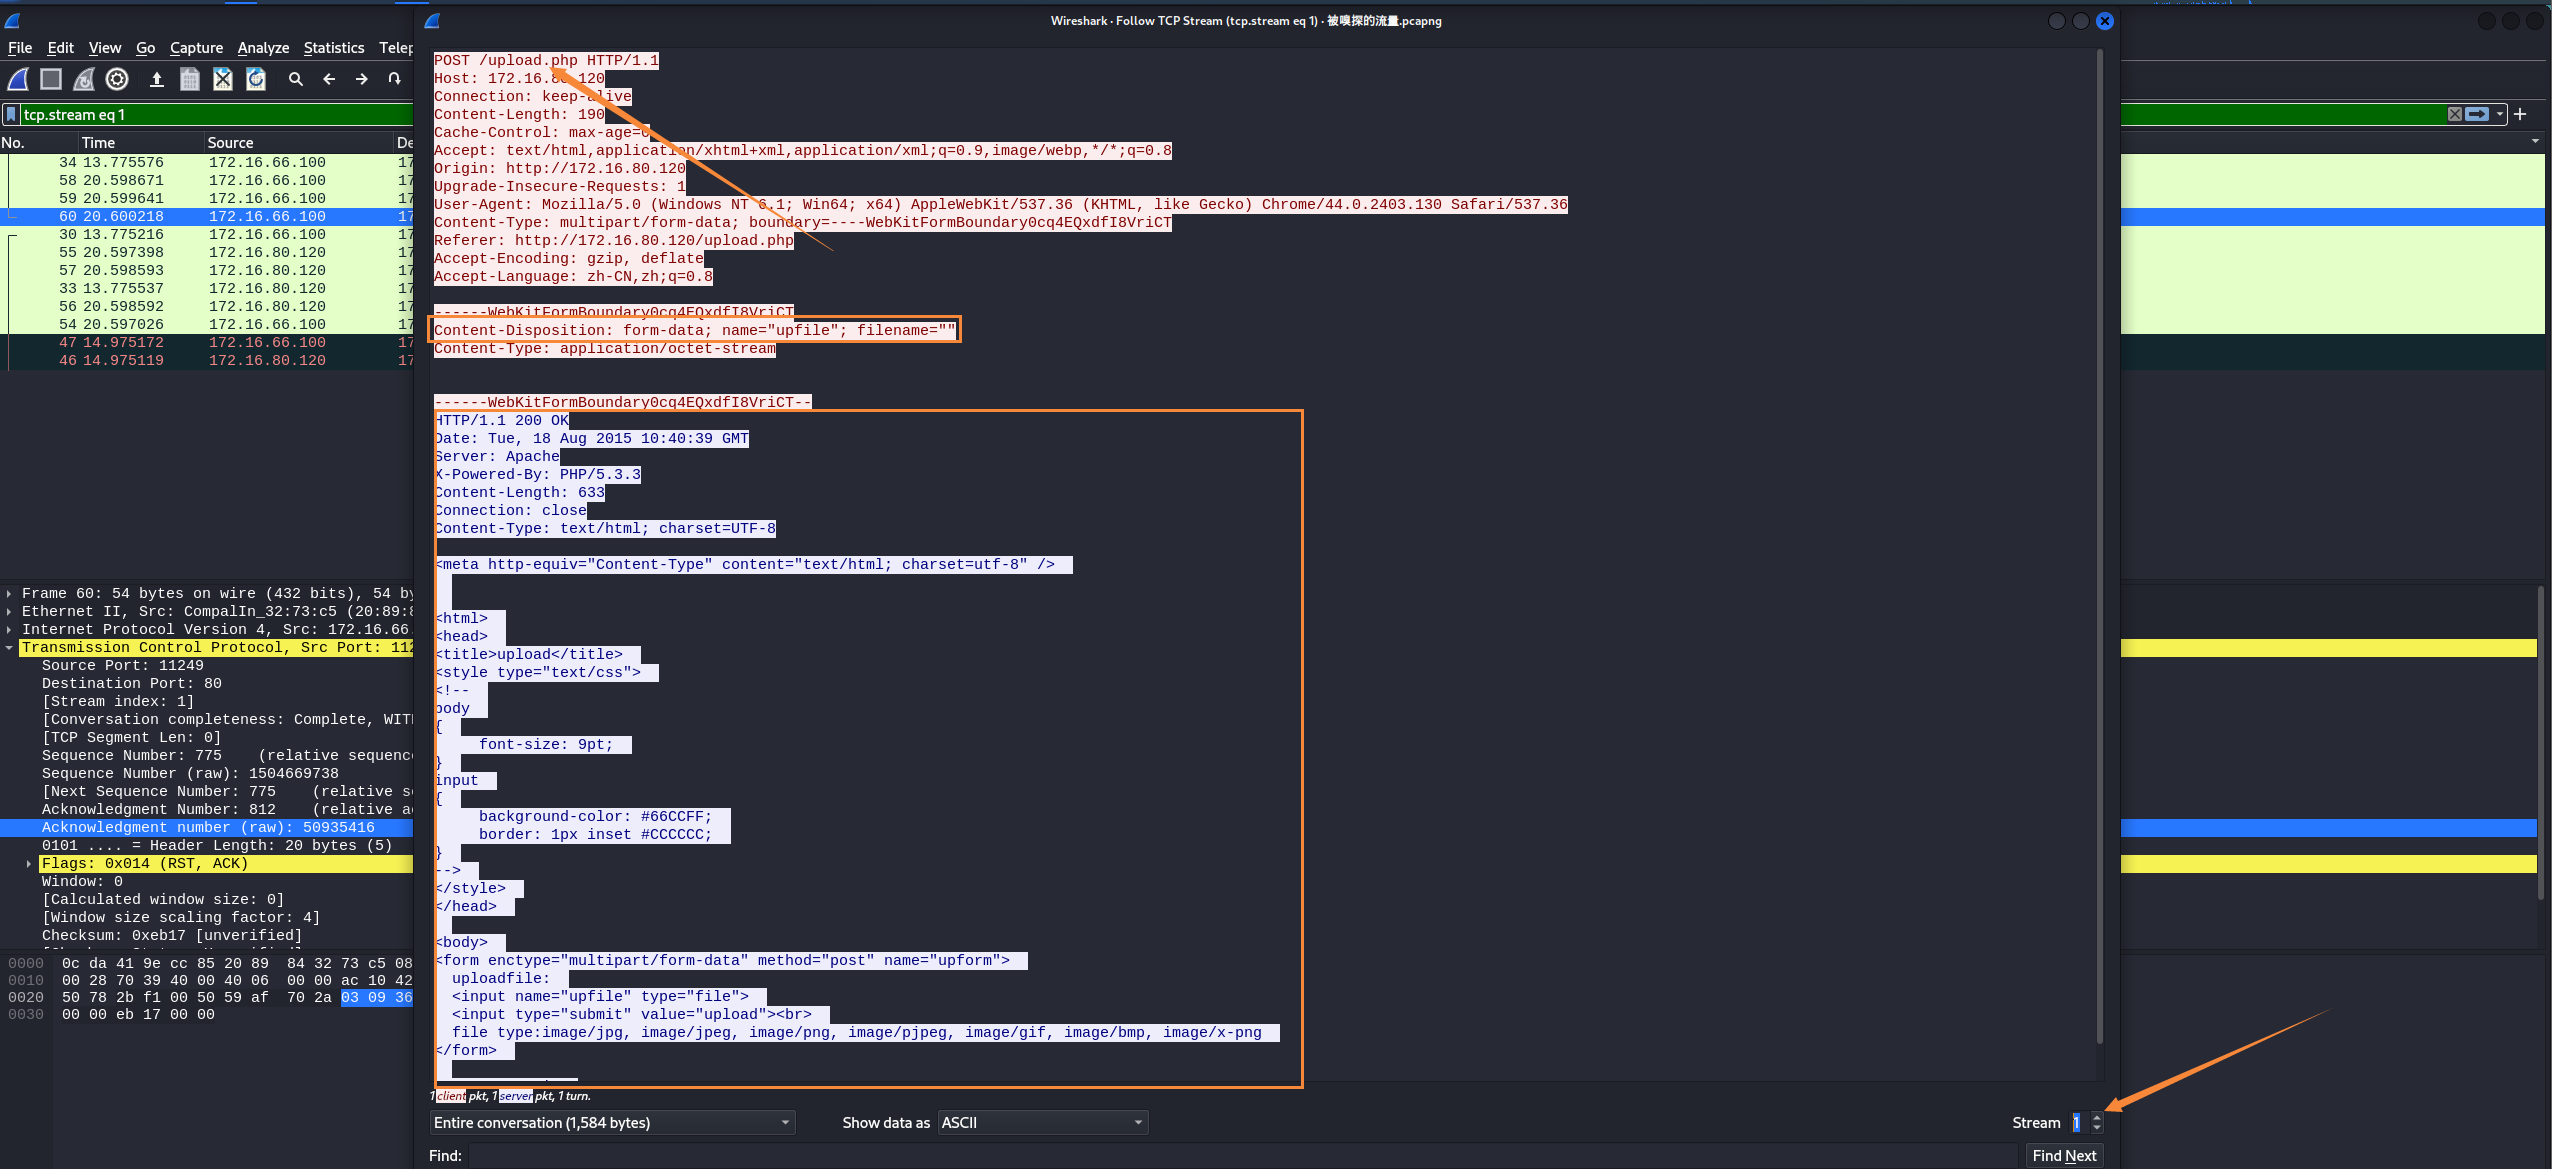 Wireshark · Follow TCP Stream (tcp.stream eq 1) · 被嗅探的流量.pcapng
File Edit View Go Capture Analyze Statistics
tcp.stream eq 1
No. Time Source
34 13.775576 172.16.66.100 17
58 20.598671 172.16.66.100 17
59 20.599641 172.16.66.100 17
60 20.600218 172.16.66.100 17
30 13.775216 172.16.66.100 17
55 20.597398 172.16.80.120 17
57 20.598593 172.16.80.120 17
33 13.775537 172.16.80.120 17
56 20.598592 172.16.80.120 17
54 20.597026 172.16.66.100 17
47 14.975172 172.16.66.100 17
46 14.975119 172.16.80.120 17
Frame 60: 54 bytes on wire (432 bits), 54 by
Ethernet II, Src: CompalIn_32:73:c5 (20:89:8
Internet Protocol Version 4, Src: 172.16.66.
Transmission Control Protocol, Src Port: 112
Source Port: 11249
Destination Port: 80
[Stream index: 1]
[Conversation completeness: Complete, WITH
[TCP Segment Len: 0]
Sequence Number: 775 (relative sequenc
Sequence Number (raw): 1504669738
[Next Sequence Number: 775 (relative s
Acknowledgment Number: 812 (relative a
Acknowledgment number (raw): 50935416
0101 .... = Header Length: 20 bytes (5)
Flags: 0x014 (RST, ACK)
Window: 0
[Calculated window size: 0]
[Window size scaling factor: 4]
Checksum: 0xeb17 [unverified]
0000 0c da 41 9e cc 85 20 89 84 32 73 c5 08
0010 00 28 70 39 40 00 40 06 00 00 ac 10 42
0020 50 78 2b f1 00 50 59 af 70 2a 03 09 36
0030 00 00 eb 17 00 00
POST /upload.php HTTP/1.1
Host: 172.16.80.120
Connection: keep-alive
Content-Length: 190
Cache-Control: max-age=0
Accept: text/html,application/xhtml+xml,application/xml;q=0.9,image/webp,*/*;q=0.8
Origin: http://172.16.80.120
Upgrade-Insecure-Requests: 1
User-Agent: Mozilla/5.0 (Windows NT 6.1; Win64; x64) AppleWebKit/537.36 (KHTML, like Gecko) Chrome/44.0.2403.130 Safari/537.36
Content-Type: multipart/form-data; boundary=----WebKitFormBoundary0cq4EQxdfI8VriCT
Referer: http://172.16.80.120/upload.php
Accept-Encoding: gzip, deflate
Accept-Language: zh-CN,zh;q=0.8
------WebKitFormBoundary0cq4EQxdfI8VriCT
Content-Disposition: form-data; name="upfile"; filename=""
Content-Type: application/octet-stream
------WebKitFormBoundary0cq4EQxdfI8VriCT--
HTTP/1.1 200 OK
Date: Tue, 18 Aug 2015 10:40:39 GMT
Server: Apache
X-Powered-By: PHP/5.3.3
Content-Length: 633
Connection: close
Content-Type: text/html; charset=UTF-8
<meta http-equiv="Content-Type" content="text/html; charset=utf-8" />
<html>
<head>
<title>upload</title>
<style type="text/css">
<!--
body
{
font-size: 9pt;
}
input
{
background-color: #66CCFF;
border: 1px inset #CCCCCC;
}
-->
</style>
</head>
<body>
<form enctype="multipart/form-data" method="post" name="upform">
uploadfile:
<input name="upfile" type="file">
<input type="submit" value="upload"><br>
file type:image/jpg, image/jpeg, image/png, image/pjpeg, image/gif, image/bmp, image/x-png
</form>
1 client pkt, 1 server pkt, 1 turn.
Entire conversation (1,584 bytes) Show data as ASCII Stream 1
Find: Find Next